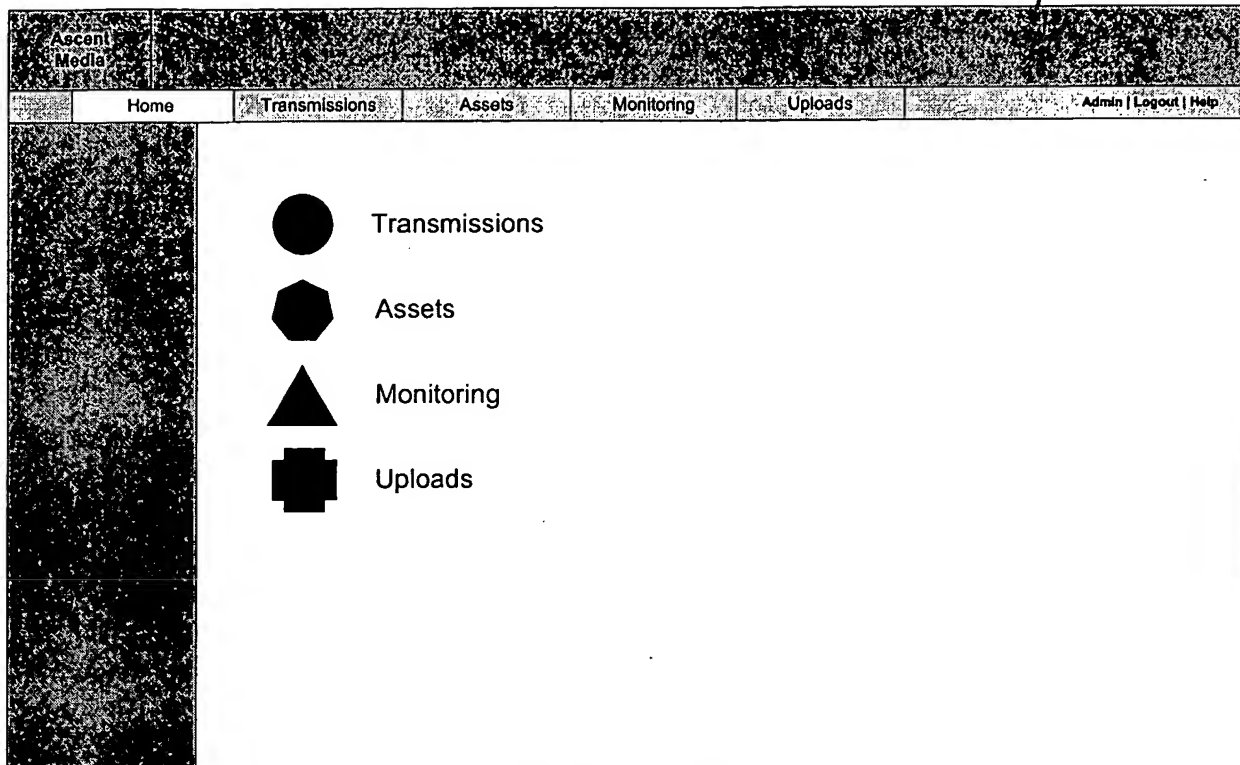 Ascent
Media
Home Transmissions Assets Monitoring Uploads Admin | Logout | Help
Transmissions
Assets
Monitoring
Uploads